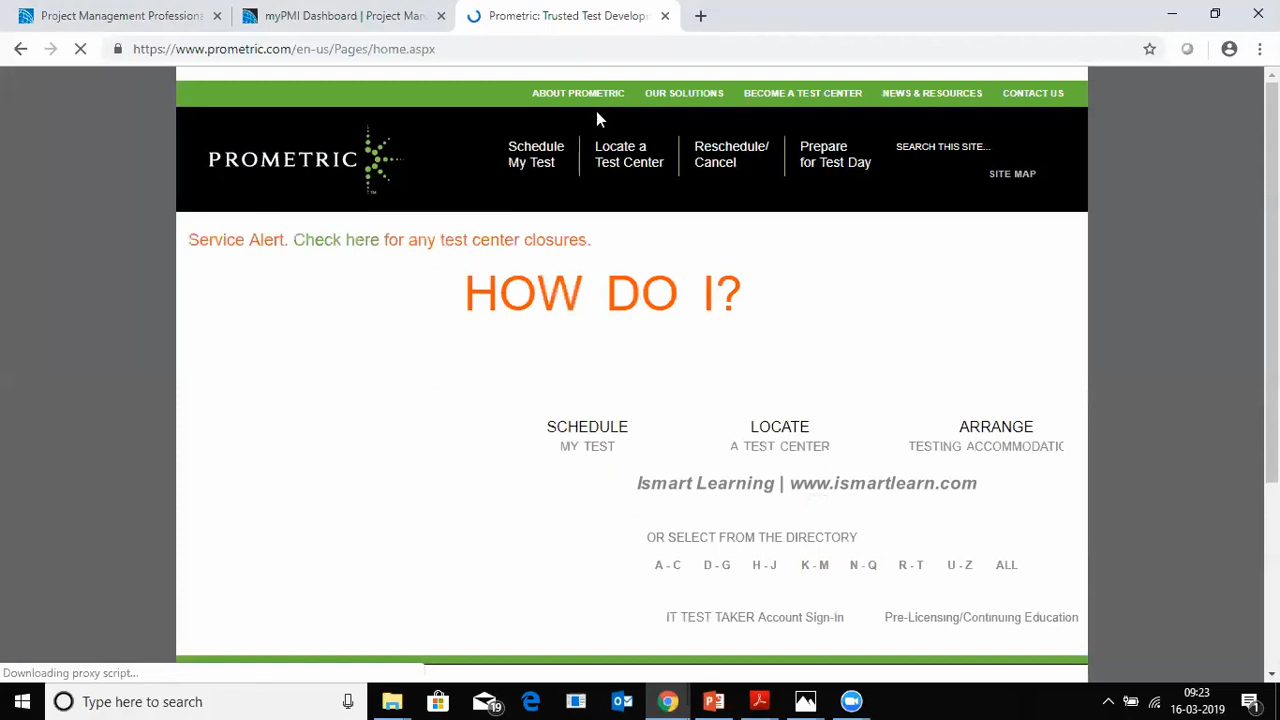 Project Management Professiona
myPMI Dashboard | Project Man
Prometric: Trusted Test Develop
https://www.prometric.com/en-us/Pages/home.aspx
ABOUT PROMETRIC
OUR SOLUTIONS
BECOME A TEST CENTER
NEWS & RESOURCES
CONTACT US
PROMETRIC
TM
Schedule
My Test
Locate a
Test Center
Reschedule/
Cancel
Prepare
for Test Day
SEARCH THIS SITE...
SITE MAP
Service Alert. Check here for any test center closures.
HOW DO I?
SCHEDULE
MY TEST
LOCATE
A TEST CENTER
ARRANGE
TESTING ACCOMMODATIO
Ismart Learning | www.ismartlearn.com
OR SELECT FROM THE DIRECTORY
A - C D - G H - J K - M N - Q R - T U - Z ALL
IT TEST TAKER Account Sign-In
Pre-Licensing/Continuing Education
Downloading proxy script...
Type here to search
19
09:23
16-03-2019
1